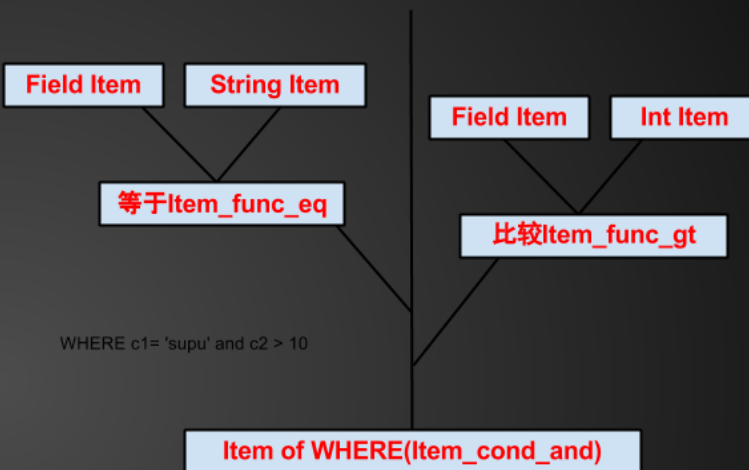 Field Item
String Item
Field Item
Int Item
等于Item_func_eq
比较Item_func_gt
WHERE c1= 'supu' and c2 > 10
Item of WHERE(Item_cond_and)